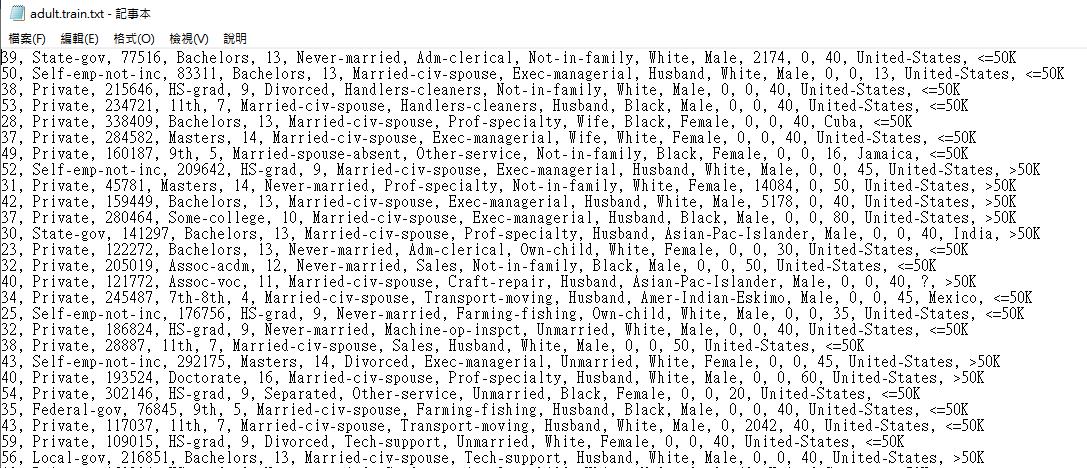 adult.train.txt - 記事本
檔案(F) 編輯(E) 格式(O) 檢視(V) 說明
39, State-gov, 77516, Bachelors, 13, Never-married, Adm-clerical, Not-in-family, White, Male, 2174, 0, 40, United-States, <=50K
50, Self-emp-not-inc, 83311, Bachelors, 13, Married-civ-spouse, Exec-managerial, Husband, White, Male, 0, 0, 13, United-States, <=50K
38, Private, 215646, HS-grad, 9, Divorced, Handlers-cleaners, Not-in-family, White, Male, 0, 0, 40, United-States, <=50K
53, Private, 234721, 11th, 7, Married-civ-spouse, Handlers-cleaners, Husband, Black, Male, 0, 0, 40, United-States, <=50K
28, Private, 338409, Bachelors, 13, Married-civ-spouse, Prof-specialty, Wife, Black, Female, 0, 0, 40, Cuba, <=50K
37, Private, 284582, Masters, 14, Married-civ-spouse, Exec-managerial, Wife, White, Female, 0, 0, 40, United-States, <=50K
49, Private, 160187, 9th, 5, Married-spouse-absent, Other-service, Not-in-family, Black, Female, 0, 0, 16, Jamaica, <=50K
52, Self-emp-not-inc, 209642, HS-grad, 9, Married-civ-spouse, Exec-managerial, Husband, White, Male, 0, 0, 45, United-States, >50K
31, Private, 45781, Masters, 14, Never-married, Prof-specialty, Not-in-family, White, Female, 14084, 0, 50, United-States, >50K
42, Private, 159449, Bachelors, 13, Married-civ-spouse, Exec-managerial, Husband, White, Male, 5178, 0, 40, United-States, >50K
37, Private, 280464, Some-college, 10, Married-civ-spouse, Exec-managerial, Husband, Black, Male, 0, 0, 80, United-States, >50K
30, State-gov, 141297, Bachelors, 13, Married-civ-spouse, Prof-specialty, Husband, Asian-Pac-Islander, Male, 0, 0, 40, India, >50K
23, Private, 122272, Bachelors, 13, Never-married, Adm-clerical, Own-child, White, Female, 0, 0, 30, United-States, <=50K
32, Private, 205019, Assoc-acdm, 12, Never-married, Sales, Not-in-family, Black, Male, 0, 0, 50, United-States, <=50K
40, Private, 121772, Assoc-voc, 11, Married-civ-spouse, Craft-repair, Husband, Asian-Pac-Islander, Male, 0, 0, 40, ?, >50K
34, Private, 245487, 7th-8th, 4, Married-civ-spouse, Transport-moving, Husband, Amer-Indian-Eskimo, Male, 0, 0, 45, Mexico, <=50K
25, Self-emp-not-inc, 176756, HS-grad, 9, Never-married, Farming-fishing, Own-child, White, Male, 0, 0, 35, United-States, <=50K
32, Private, 186824, HS-grad, 9, Never-married, Machine-op-inspct, Unmarried, White, Male, 0, 0, 40, United-States, <=50K
38, Private, 28887, 11th, 7, Married-civ-spouse, Sales, Husband, White, Male, 0, 0, 50, United-States, <=50K
43, Self-emp-not-inc, 292175, Masters, 14, Divorced, Exec-managerial, Unmarried, White, Female, 0, 0, 45, United-States, >50K
40, Private, 193524, Doctorate, 16, Married-civ-spouse, Prof-specialty, Husband, White, Male, 0, 0, 60, United-States, >50K
54, Private, 302146, HS-grad, 9, Separated, Other-service, Unmarried, Black, Female, 0, 0, 20, United-States, <=50K
35, Federal-gov, 76845, 9th, 5, Married-civ-spouse, Farming-fishing, Husband, Black, Male, 0, 0, 40, United-States, <=50K
43, Private, 117037, 11th, 7, Married-civ-spouse, Transport-moving, Husband, White, Male, 0, 2042, 40, United-States, <=50K
59, Private, 109015, HS-grad, 9, Divorced, Tech-support, Unmarried, White, Female, 0, 0, 40, United-States, <=50K
56, Local-gov, 216851, Bachelors, 13, Married-civ-spouse, Tech-support, Husband, White, Male, 0, 0, 40, United-States, >50K